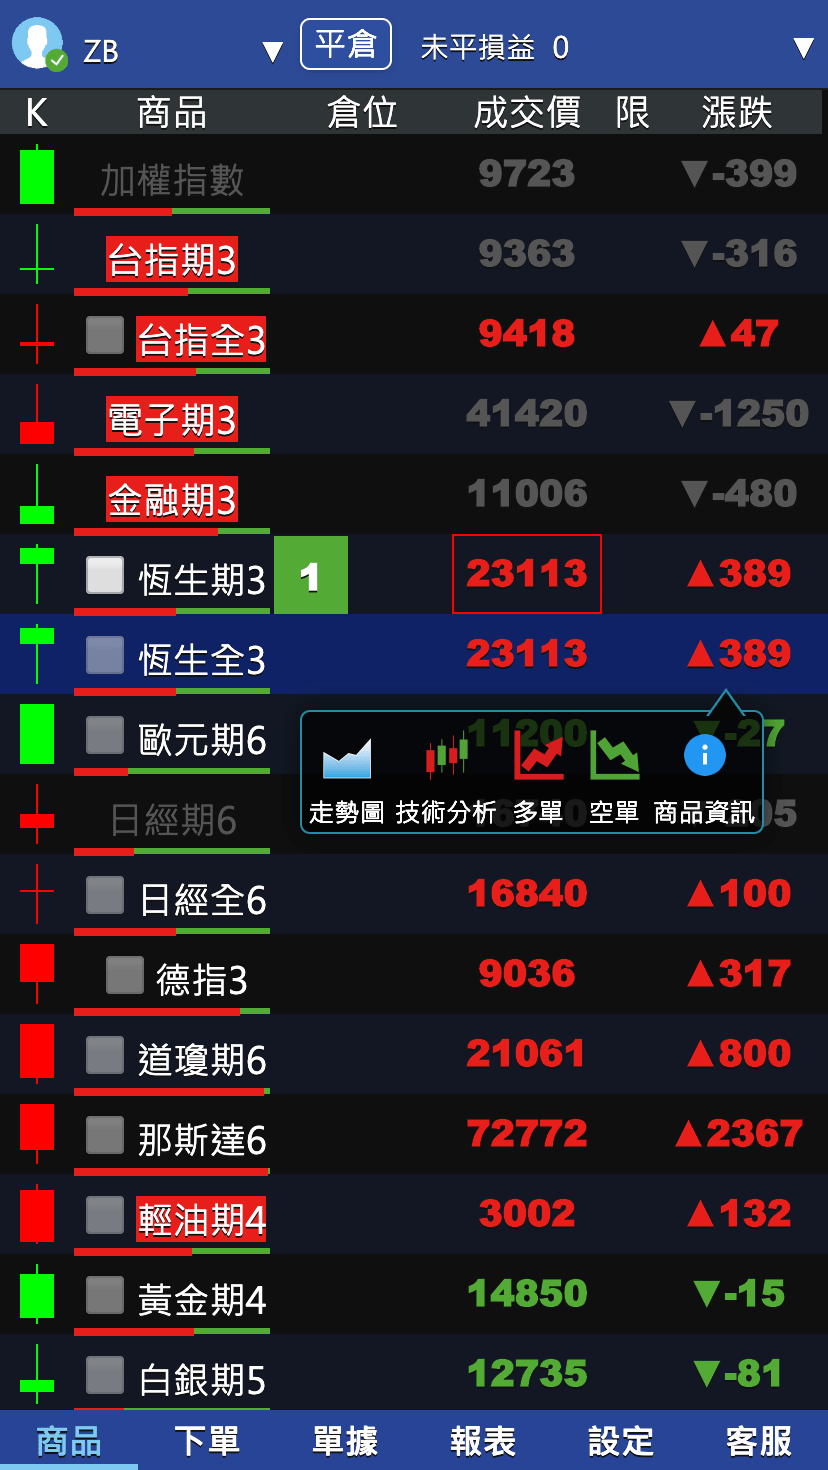 ZB ▼ 平倉 未平損益 0 ▼
K 商品 倉位 成交價 限 漲跌
加權指數 9723 ▼-399
台指期3 9363 ▼-316
台指全3 9418 ▲47
電子期3 41420 ▼-1250
金融期3 11006 ▼-480
恆生期3 1 23113 ▲389
恆生全3 23113 ▲389
歐元期6 11200 ▼-27
走勢圖 技術分析 多單 空單 商品資訊
日經期6
日經全6 16840 ▲100
德指3 9036 ▲317
道瓊期6 21061 ▲800
那斯達6 72772 ▲2367
輕油期4 3002 ▲132
黃金期4 14850 ▼-15
白銀期5 12735 ▼-81
商品 下單 單據 報表 設定 客服